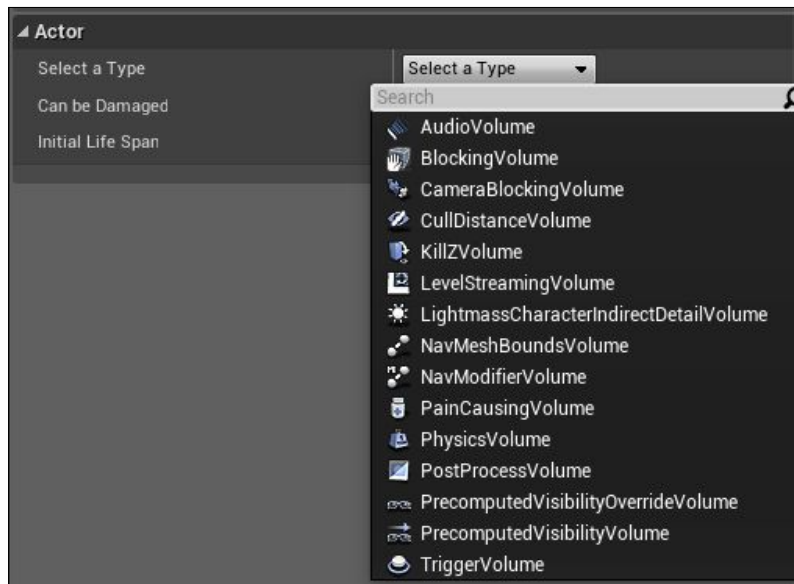 Actor
Select a Type Select a Type
Search
Can be Damaged
Initial Life Span
AudioVolume
BlockingVolume
CameraBlockingVolume
CullDistanceVolume
KillZVolume
LevelStreamingVolume
LightmassCharacterIndirectDetailVolume
NavMeshBoundsVolume
NavModifierVolume
PainCausingVolume
PhysicsVolume
PostProcessVolume
PrecomputedVisibilityOverrideVolume
PrecomputedVisibilityVolume
TriggerVolume